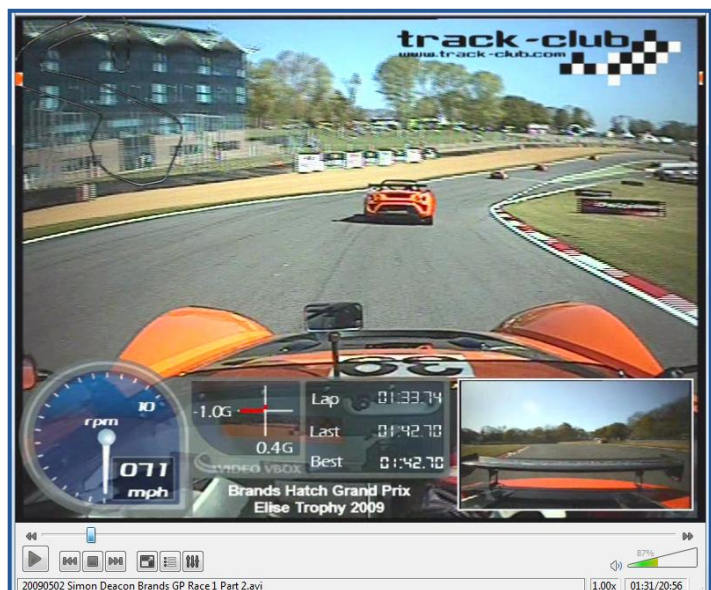 track-club
www.track-club.com
rpm
10
071
mph
-1.0G
0.4G
Lap 01:33.74
Last 01:42.70
Best 01:42.70
VIDEO VBOX
Brands Hatch Grand Prix
Elise Trophy 2009
39
87%
20090502 Simon Deacon Brands GP Race 1 Part 2.avi
1.00x
01:31/20:56